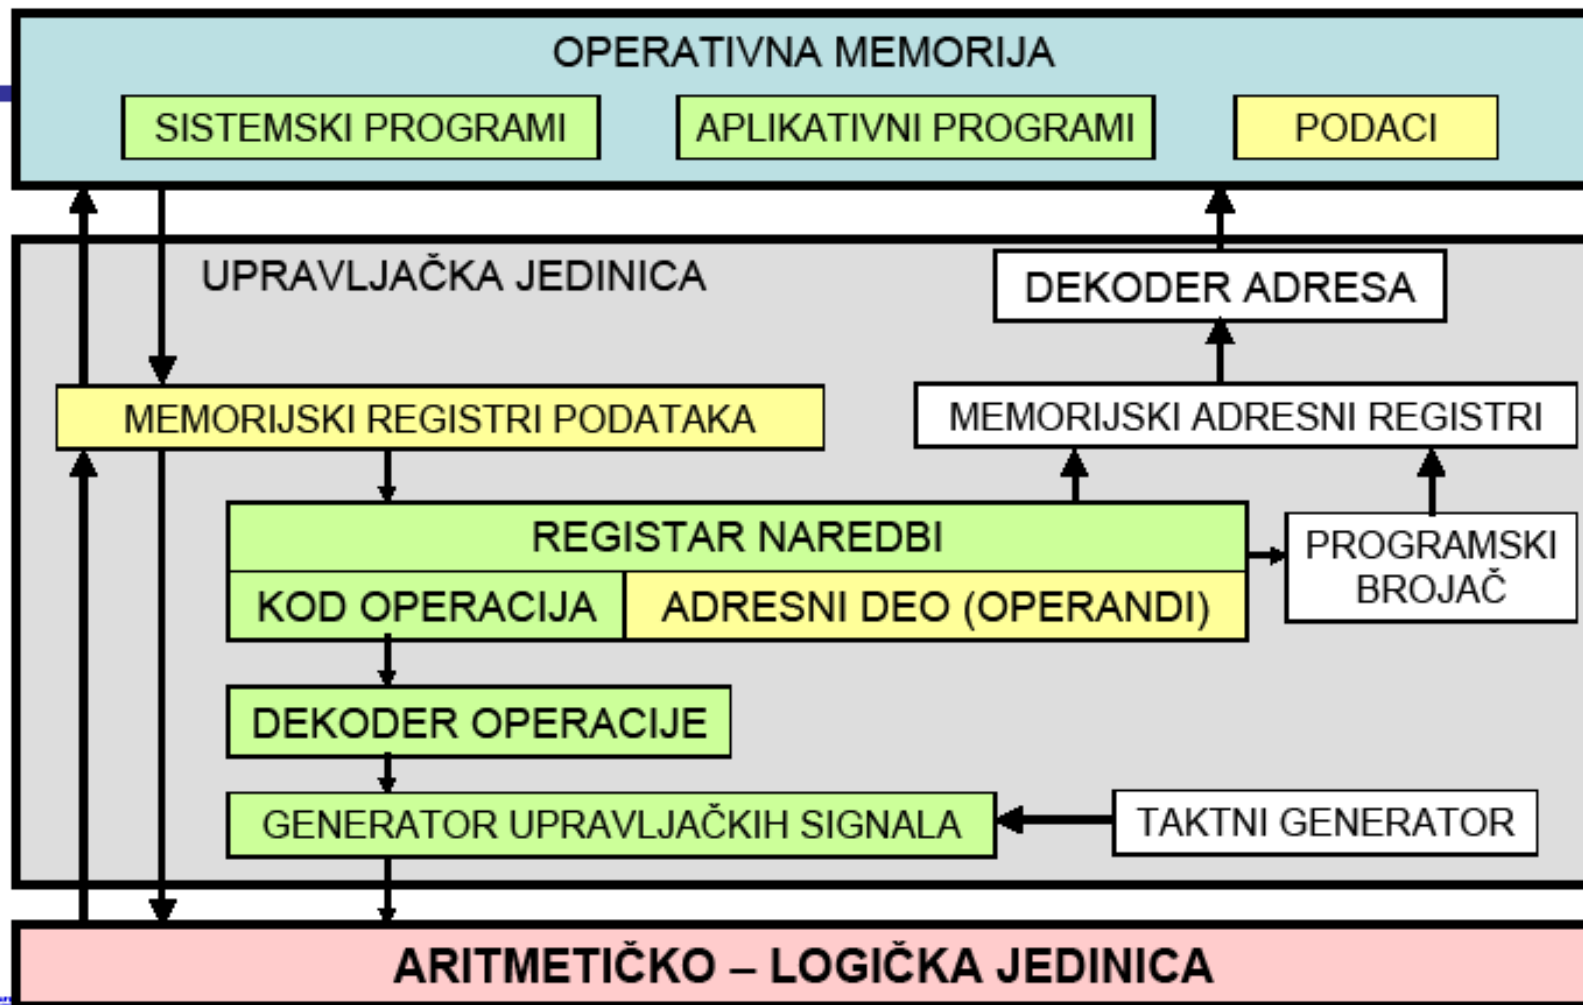 OPERATIVNA MEMORIJA
SISTEMSKI PROGRAMI
APLIKATIVNI PROGRAMI
PODACI
UPRAVLJAČKA JEDINICA
DEKODER ADRESA
MEMORIJSKI REGISTRI PODATAKA
MEMORIJSKI ADRESNI REGISTRI
REGISTAR NAREDBI
KOD OPERACIJA
ADRESNI DEO (OPERANDI)
PROGRAMSKI
BROJAČ
DEKODER OPERACIJE
GENERATOR UPRAVLJAČKIH SIGNALA
TAKTNI GENERATOR
ARITMETIČKO – LOGIČKA JEDINICA